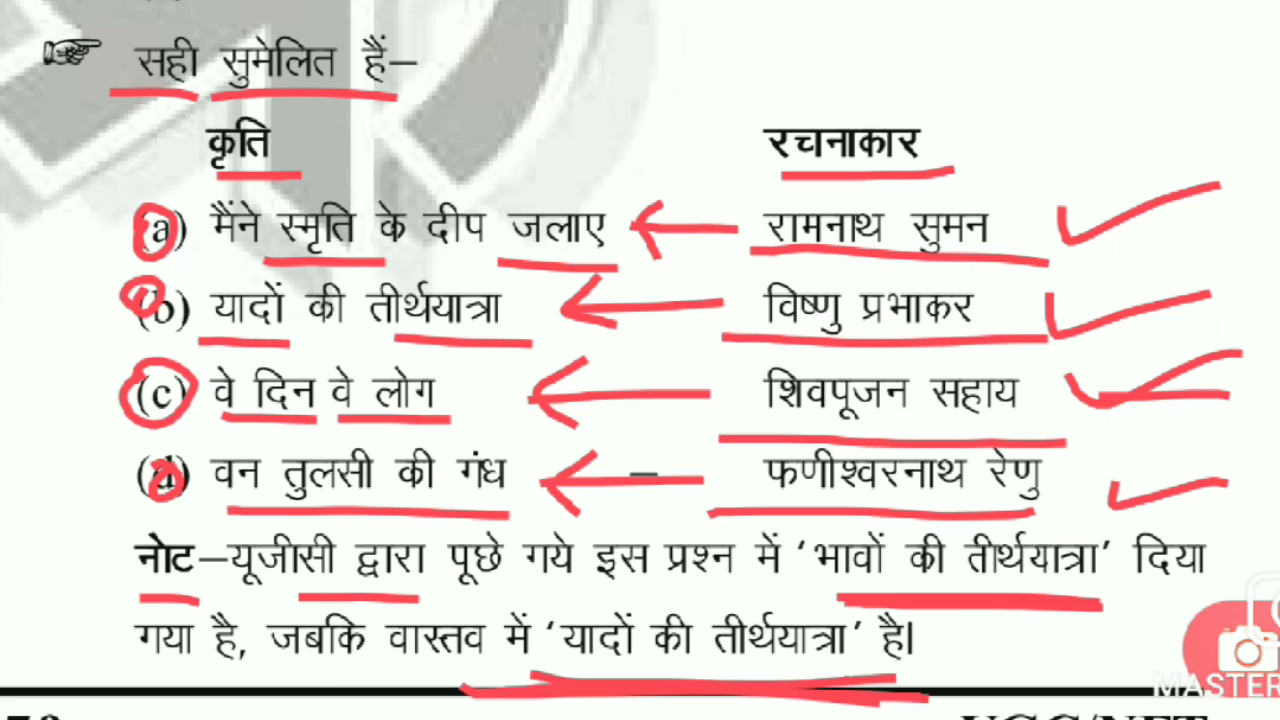 सही सुमेलित हैं–
कृति रचनाकार
(a) मैंने स्मृति के दीप जलाए रामनाथ सुमन
(b) यादों की तीर्थयात्रा विष्णु प्रभाकर
(c) वे दिन वे लोग शिवपूजन सहाय
(d) वन तुलसी की गंध – फणीश्वरनाथ रेणु
नोट–यूजीसी द्वारा पूछे गये इस प्रश्न में ‘भावों की तीर्थयात्रा’ दिया
गया है, जबकि वास्तव में ‘यादों की तीर्थयात्रा’ है।
MASTER